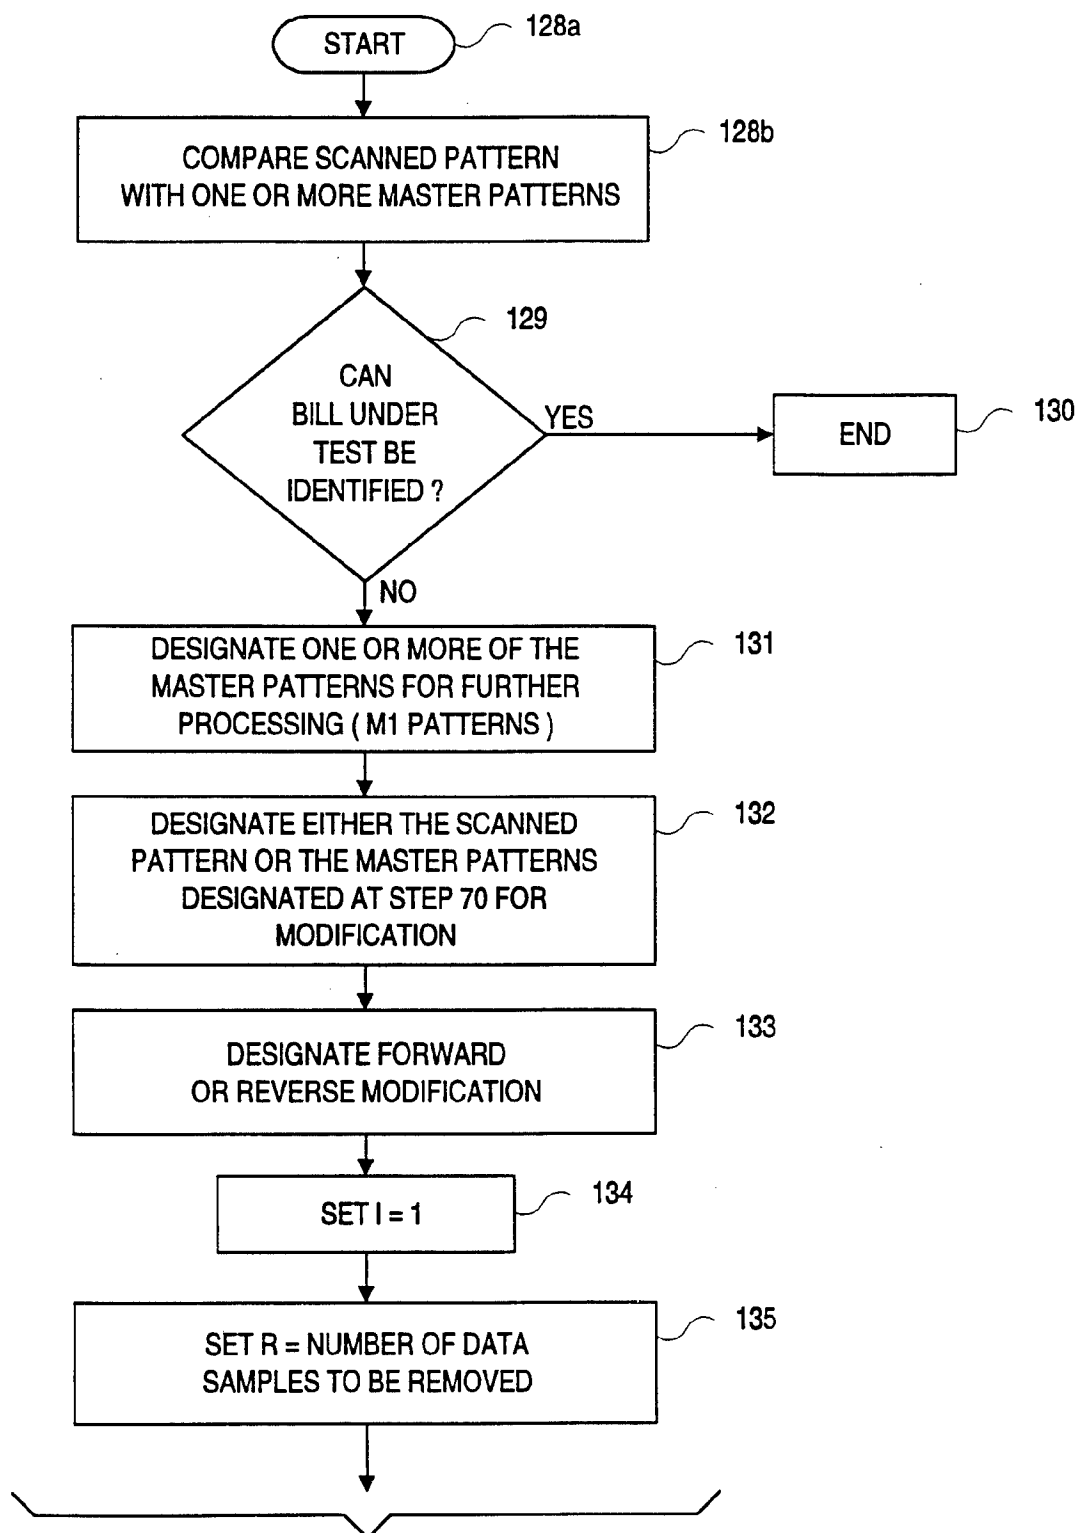 START
128a
COMPARE SCANNED PATTERN
WITH ONE OR MORE MASTER PATTERNS
128b
129
CAN
BILL UNDER
TEST BE
IDENTIFIED ?
YES
END
130
NO
DESIGNATE ONE OR MORE OF THE
MASTER PATTERNS FOR FURTHER
PROCESSING ( M1 PATTERNS )
131
DESIGNATE EITHER THE SCANNED
PATTERN OR THE MASTER PATTERNS
DESIGNATED AT STEP 70 FOR
MODIFICATION
132
DESIGNATE FORWARD
OR REVERSE MODIFICATION
133
SET I = 1
134
SET R = NUMBER OF DATA
SAMPLES TO BE REMOVED
135